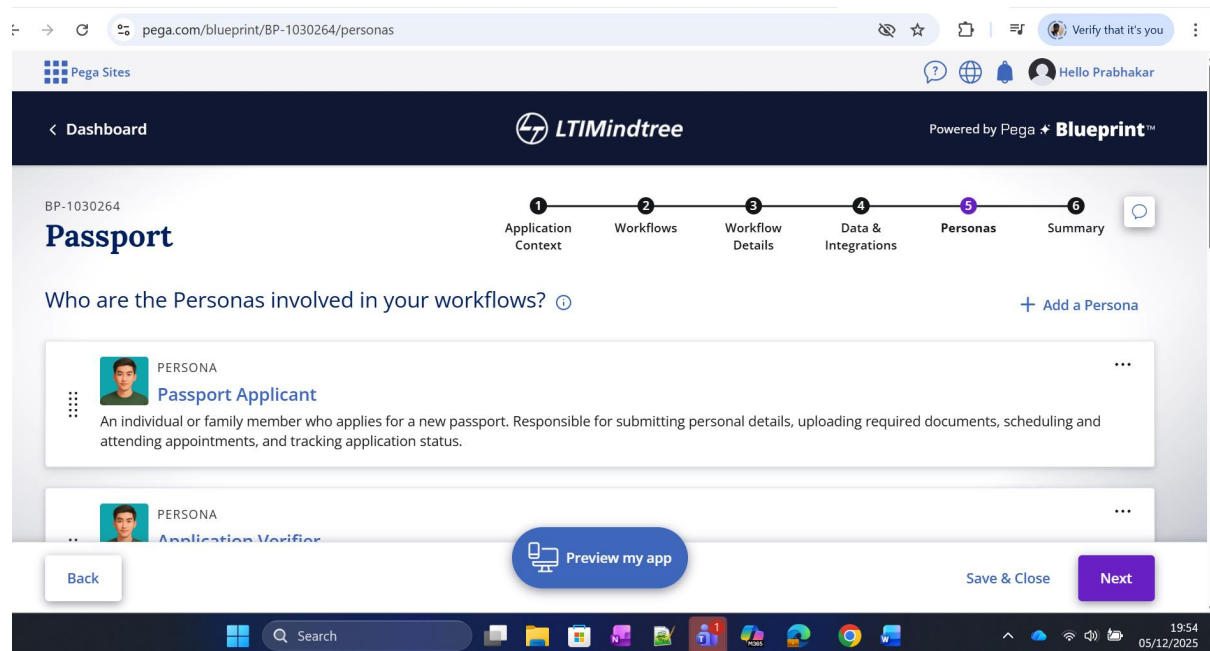 pega.com/blueprint/BP-1030264/personas
Verify that it's you
Pega Sites
?
Hello Prabhakar
< Dashboard
LTIMindtree
Powered by Pega Blueprint™
BP-1030264
Passport
1 2 3 4 5 6
Application Context
Workflows
Workflow Details
Data & Integrations
Personas
Summary
Who are the Personas involved in your workflows?
+ Add a Persona
PERSONA
...
Passport Applicant
An individual or family member who applies for a new passport. Responsible for submitting personal details, uploading required documents, scheduling and
attending appointments, and tracking application status.
PERSONA
...
Application Verifier
Back
Preview my app
Save & Close
Next
Search
1
M365
19:54
05/12/2025